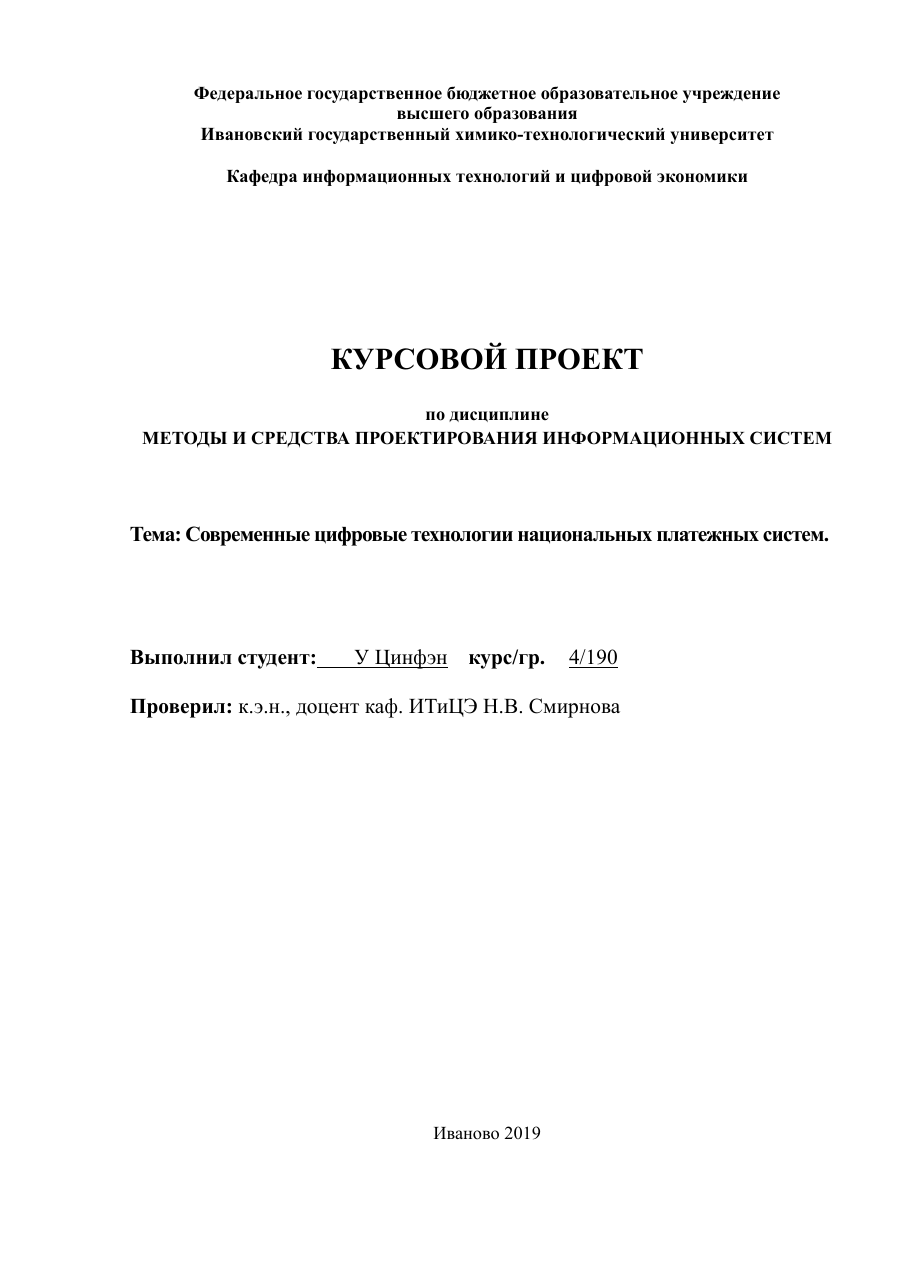 Федеральное государственное бюджетное образовательное учреждение
высшего образования
Ивановский государственный химико-технологический университет
Кафедра информационных технологий и цифровой экономики
КУРСОВОЙ ПРОЕКТ
по дисциплине
МЕТОДЫ И СРЕДСТВА ПРОЕКТИРОВАНИЯ ИНФОРМАЦИОННЫХ СИСТЕМ
Тема: Современные цифровые технологии национальных платежных систем.
Выполнил студент: У Цинфэн курс/гр. 4/190
Проверил: к.э.н., доцент каф. ИТиЦЭ Н.В. Смирнова
Иваново 2019